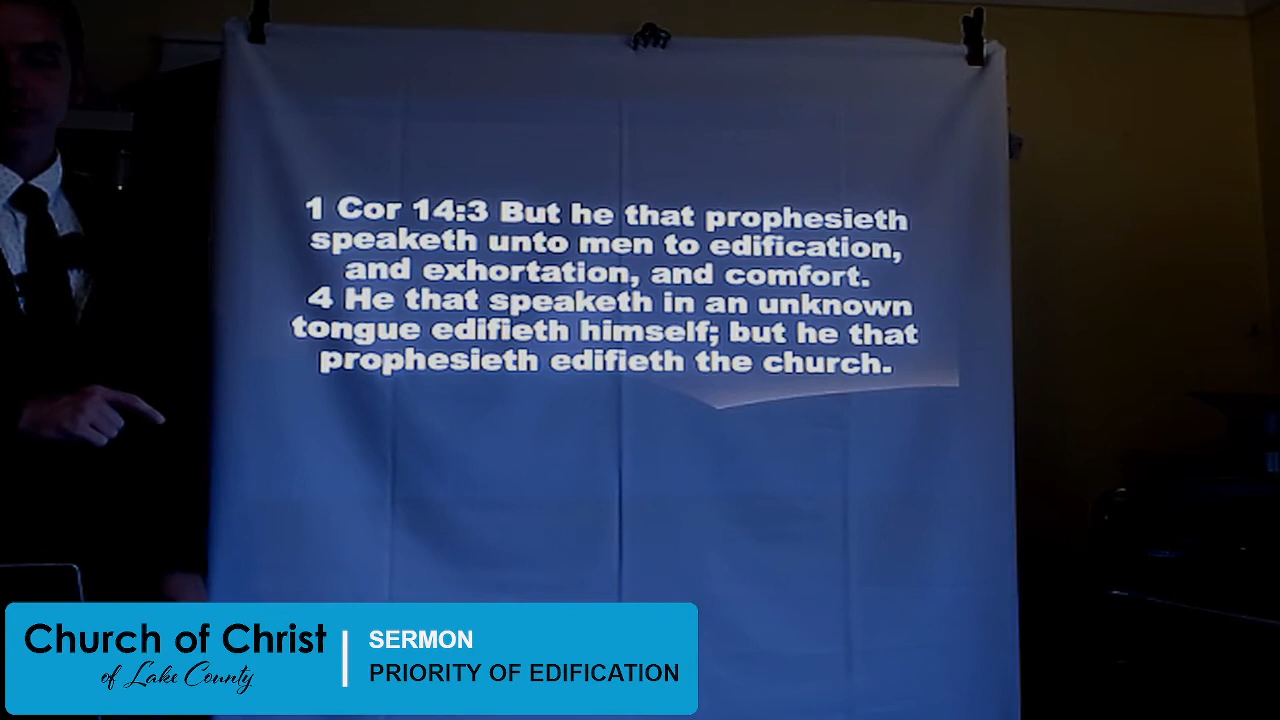 1 Cor 14:3 But he that prophesieth
speaketh unto men to edification,
and exhortation, and comfort.
4 He that speaketh in an unknown
tongue edifieth himself; but he that
prophesieth edifieth the church.
Church of Christ
of Lake County
SERMON
PRIORITY OF EDIFICATION